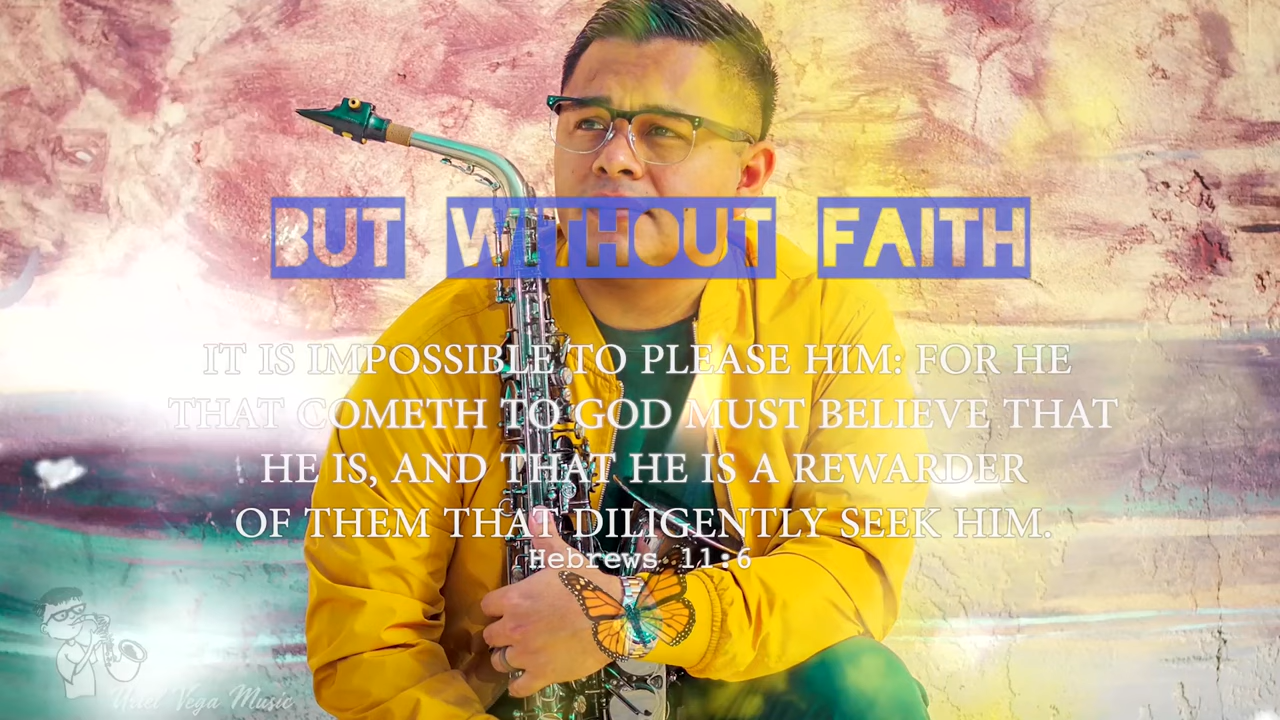 BUT WITHOUT FAITH
IT IS IMPOSSIBLE TO PLEASE HIM: FOR HE
THAT COMETH TO GOD MUST BELIEVE THAT
HE IS, AND THAT HE IS A REWARDER
OF THEM THAT DILIGENTLY SEEK HIM.
Hebrews 11:6
Vega Music